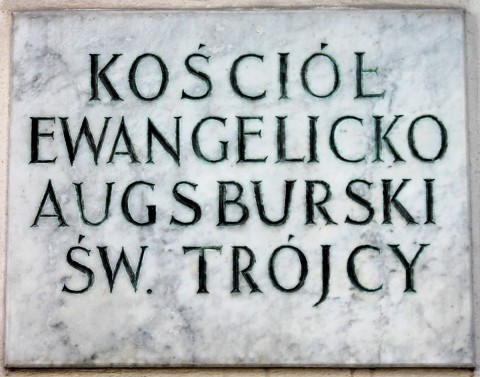 KOŚCIÓŁ
EWANGELICKO
AUGSBURSKI
ŚW. TRÓJCY